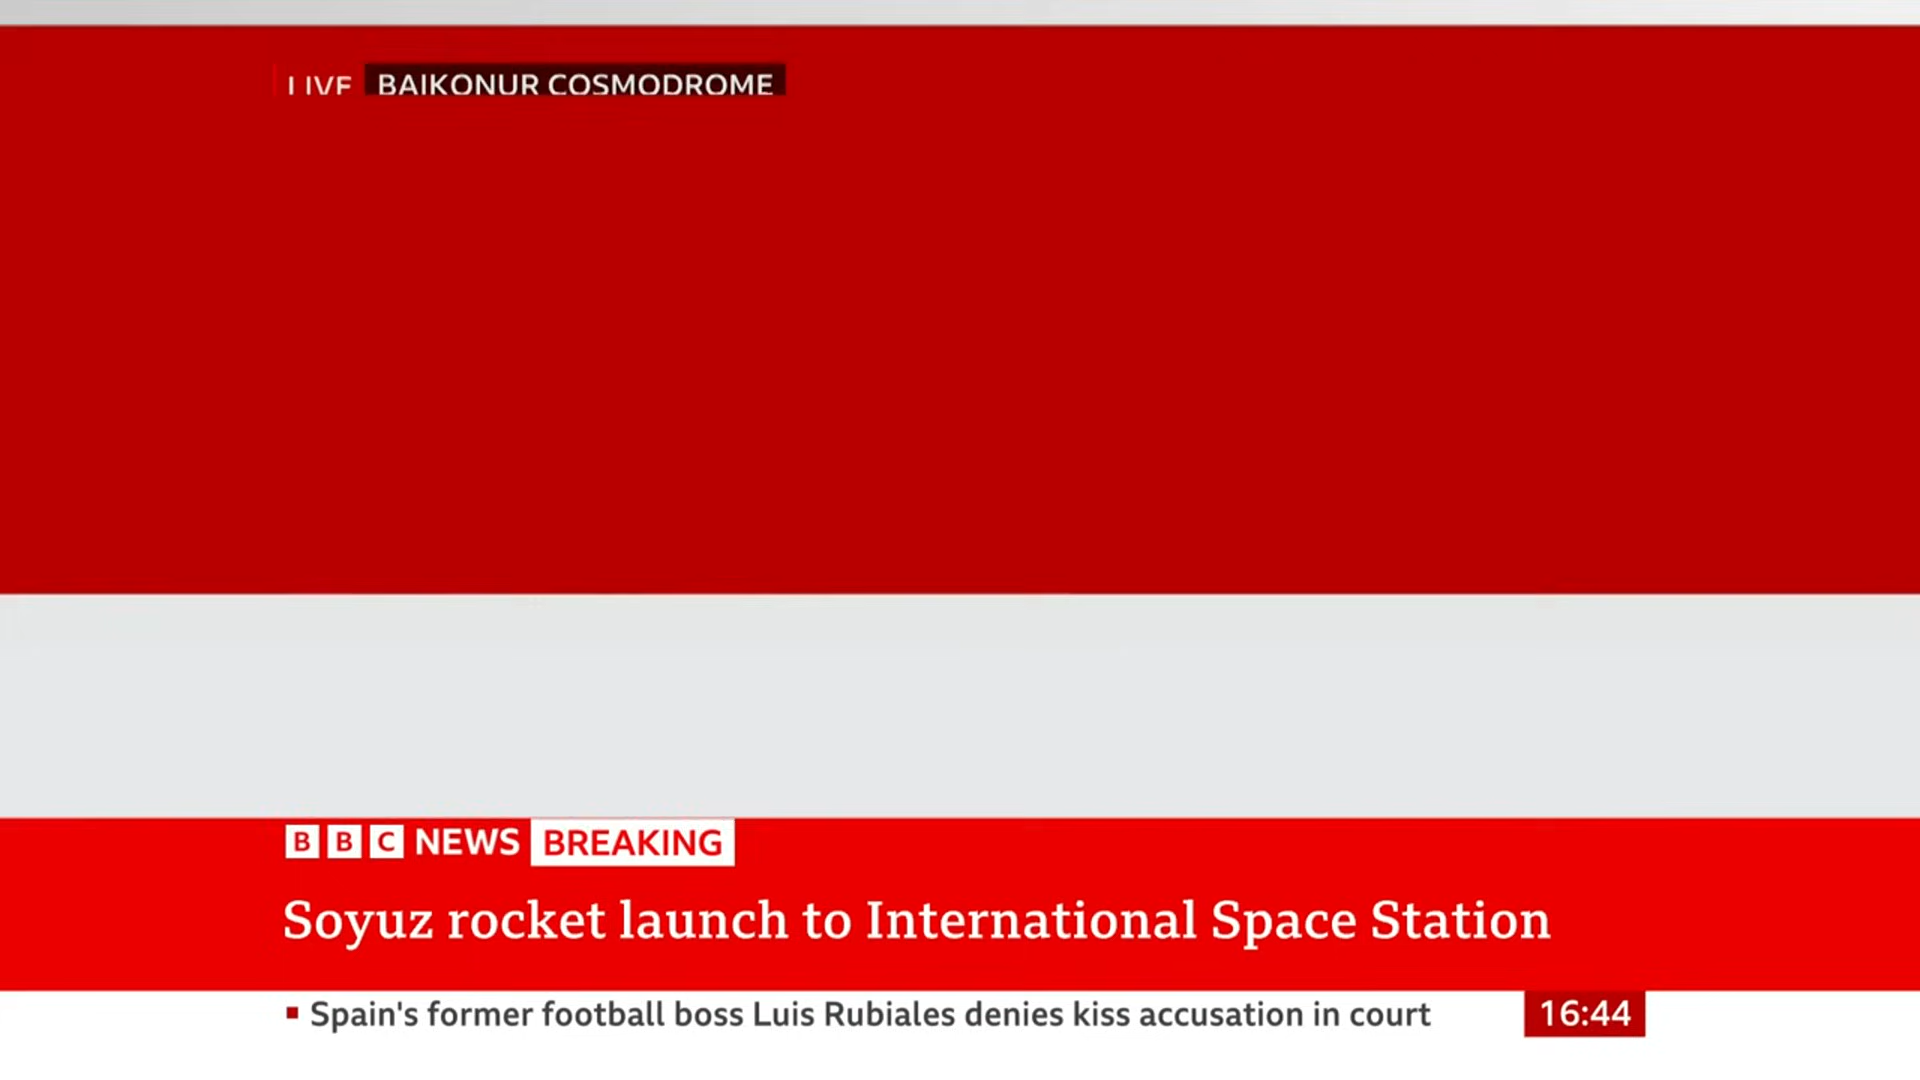 LIVE BAIKONUR COSMODROME
BBC NEWS BREAKING
Soyuz rocket launch to International Space Station
Spain's former football boss Luis Rubiales denies kiss accusation in court 16:44